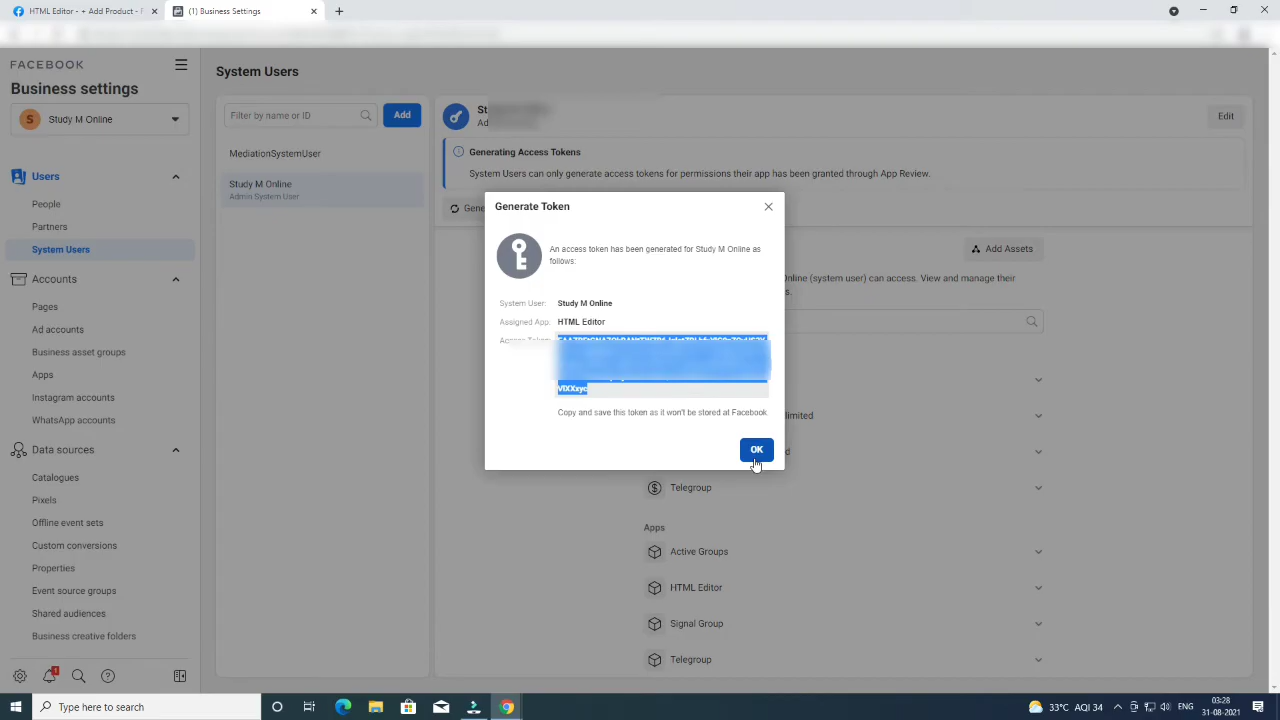 HTML Editor - Add Product - F
(1) Business Settings
FACEBOOK
Business settings
S
Study M Online
Users
People
Partners
System Users
Accounts
Pages
Ad accounts
Business asset groups
Apps
Instagram accounts
WhatsApp accounts
Data sources
Catalogues
Pixels
Offline event sets
Custom conversions
Properties
Event source groups
Shared audiences
Business creative folders
System Users
Filter by name or ID
Add
MediationSystemUser
Study M Online
Admin System User
St
Ad
Edit
Generating Access Tokens
System Users can only generate access tokens for permissions their app has been granted through App Review.
Gene
Add Assets
Online (system user) can access. View and manage their
s.
imited
d
Telegroup
Apps
Active Groups
HTML Editor
Signal Group
Telegroup
Generate Token
An access token has been generated for Study M Online as
follows:
System User: Study M Online
Assigned App: HTML Editor
Copy and save this token as it won't be stored at Facebook
OK
Type here to search
33°C AQI 34
ENG
03:28
31-08-2021